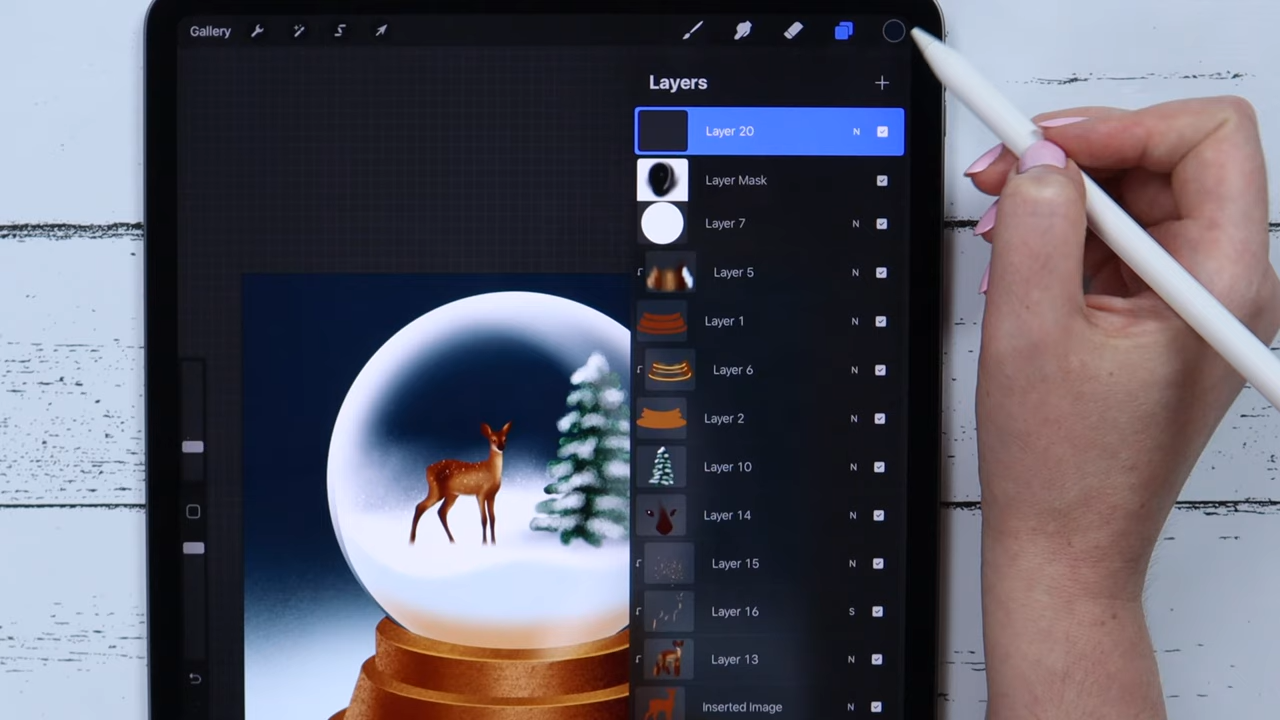 Gallery
Layers
Layer 20 N
Layer Mask
Layer 7 N
Layer 5 N
Layer 1 N
Layer 6 N
Layer 2 N
Layer 10 N
Layer 14 N
Layer 15 N
Layer 16 S
Layer 13 N
Inserted Image N